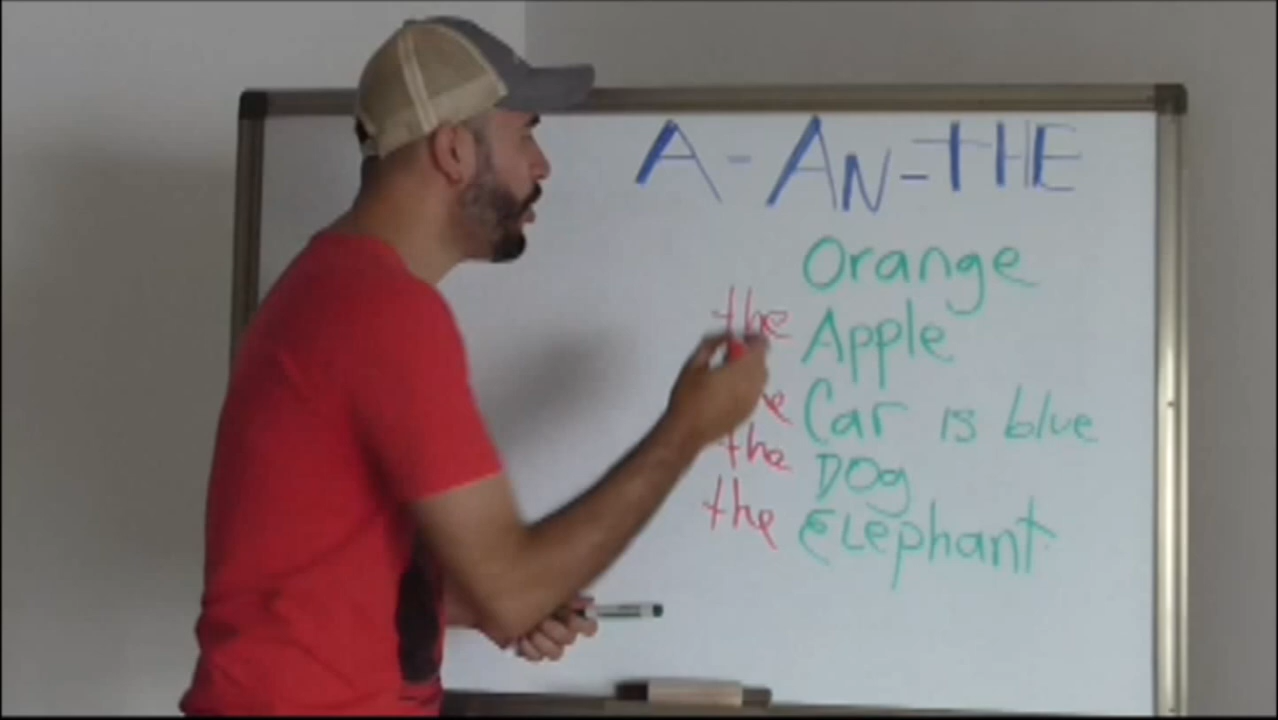 A - AN - THE
Orange
the Apple
Car is blue
the Dog
the Elephant